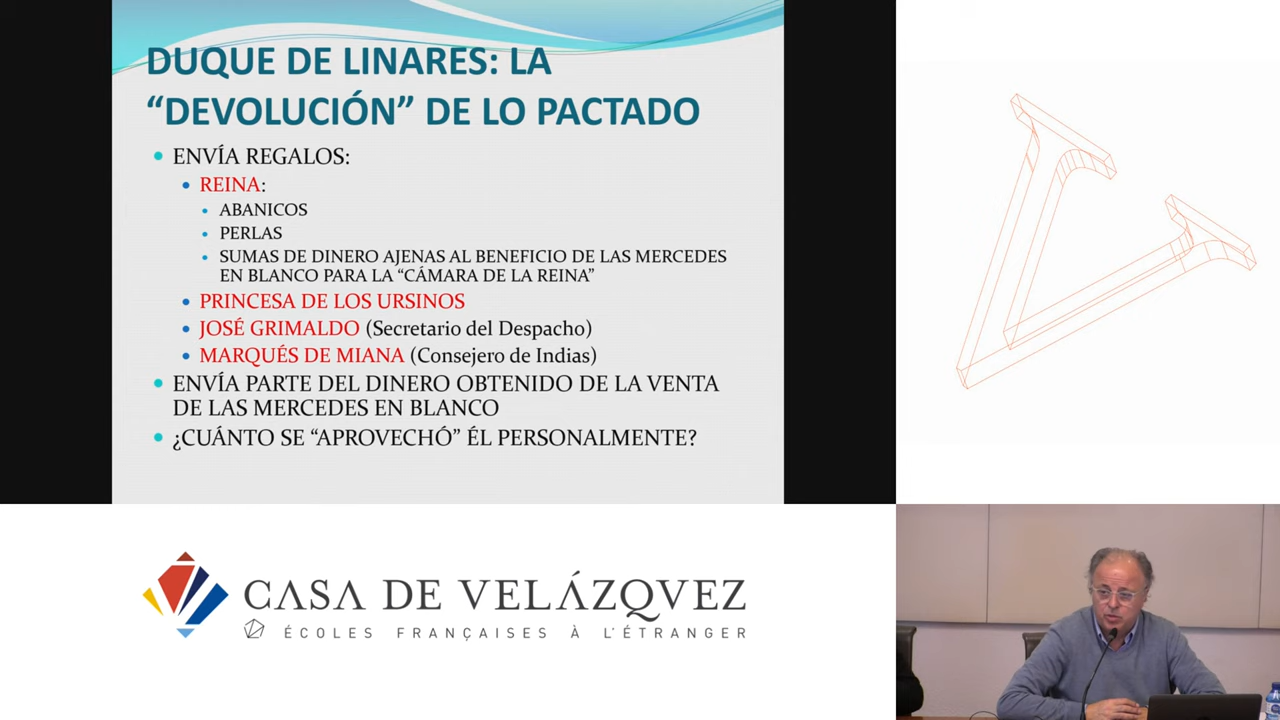 DUQUE DE LINARES: LA
“DEVOLUCIÓN” DE LO PACTADO
• ENVÍA REGALOS:
• REINA:
• ABANICOS
• PERLAS
• SUMAS DE DINERO AJENAS AL BENEFICIO DE LAS MERCEDES
EN BLANCO PARA LA “CÁMARA DE LA REINA”
• PRINCESA DE LOS URSINOS
• JOSÉ GRIMALDO (Secretario del Despacho)
• MARQUÉS DE MIANA (Consejero de Indias)
• ENVÍA PARTE DEL DINERO OBTENIDO DE LA VENTA
DE LAS MERCEDES EN BLANCO
• ¿CUÁNTO SE “APROVECHÓ” ÉL PERSONALMENTE?
CASA DE VELÁZQVEZ
ÉCOLES FRANÇAISES À L'ÉTRANGER